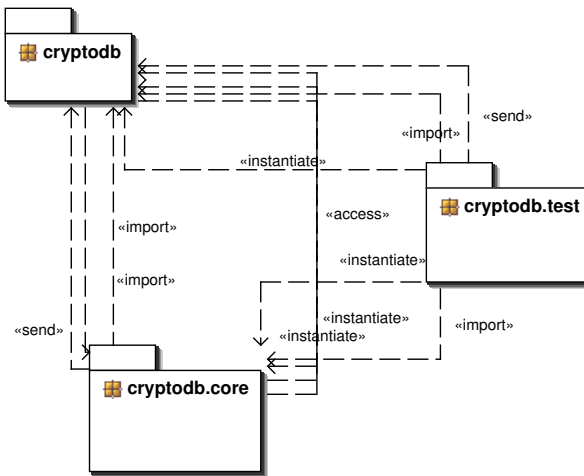 cryptodb
«send»
«import»
«instantiate»
cryptodb.test
«access»
«import»
«instantiate»
«import»
«instantiate»
«send»
«import»
«instantiate»
cryptodb.core